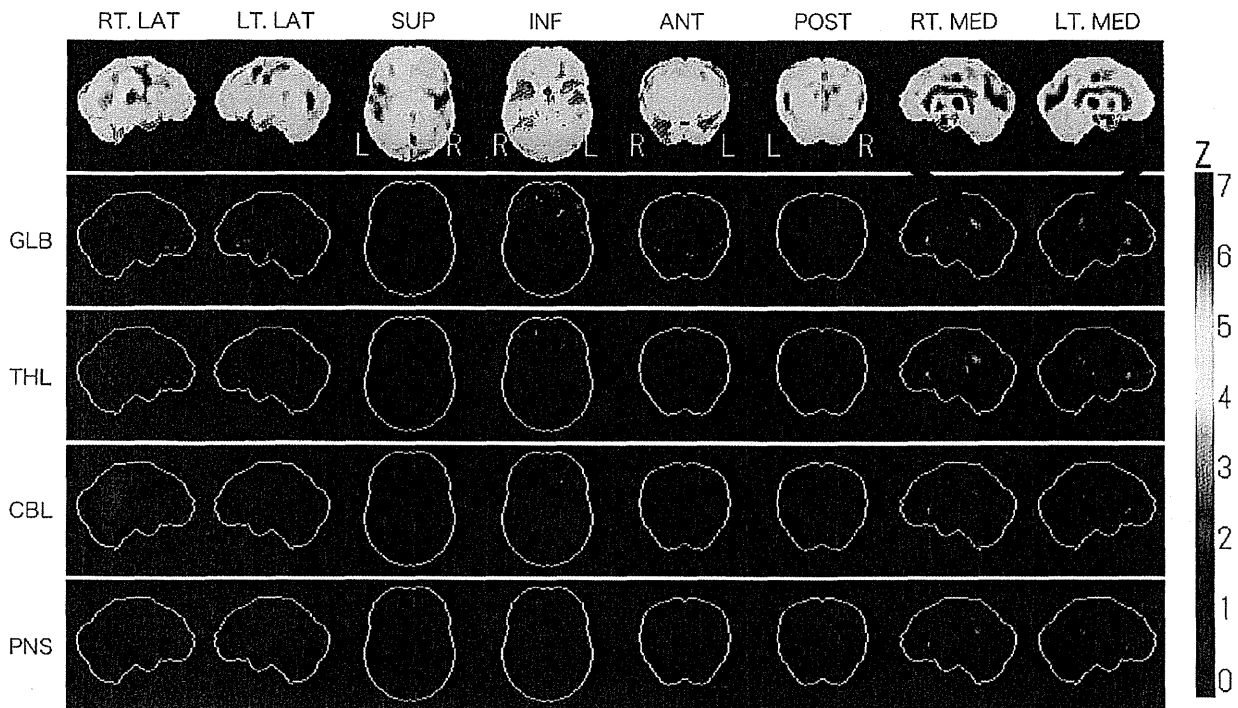 RT. LAT LT. LAT SUP INF ANT POST RT. MED LT. MED
L R R L R L L R
Z
7
GLB
6
5
THL
4
3
CBL
2
1
PNS
0